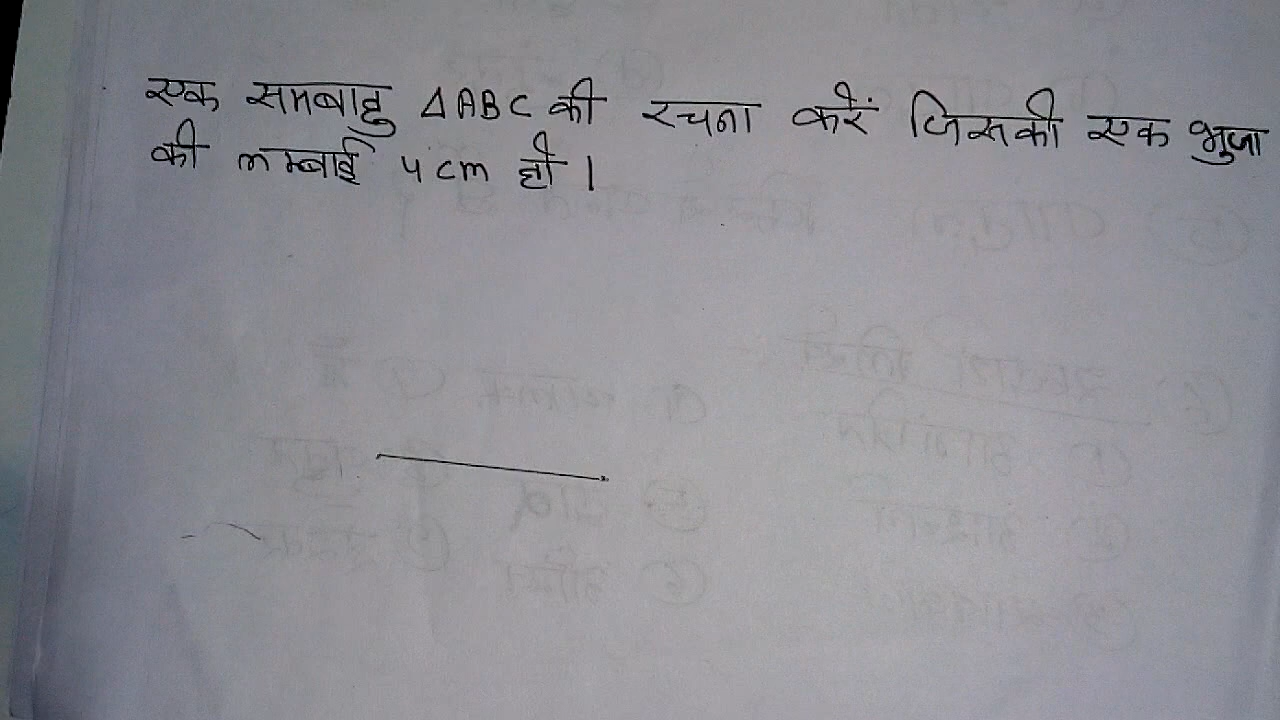 एक समबाहु ΔABC की रचना करें जिसकी एक भुजा
की लम्बाई 4 cm हो ।